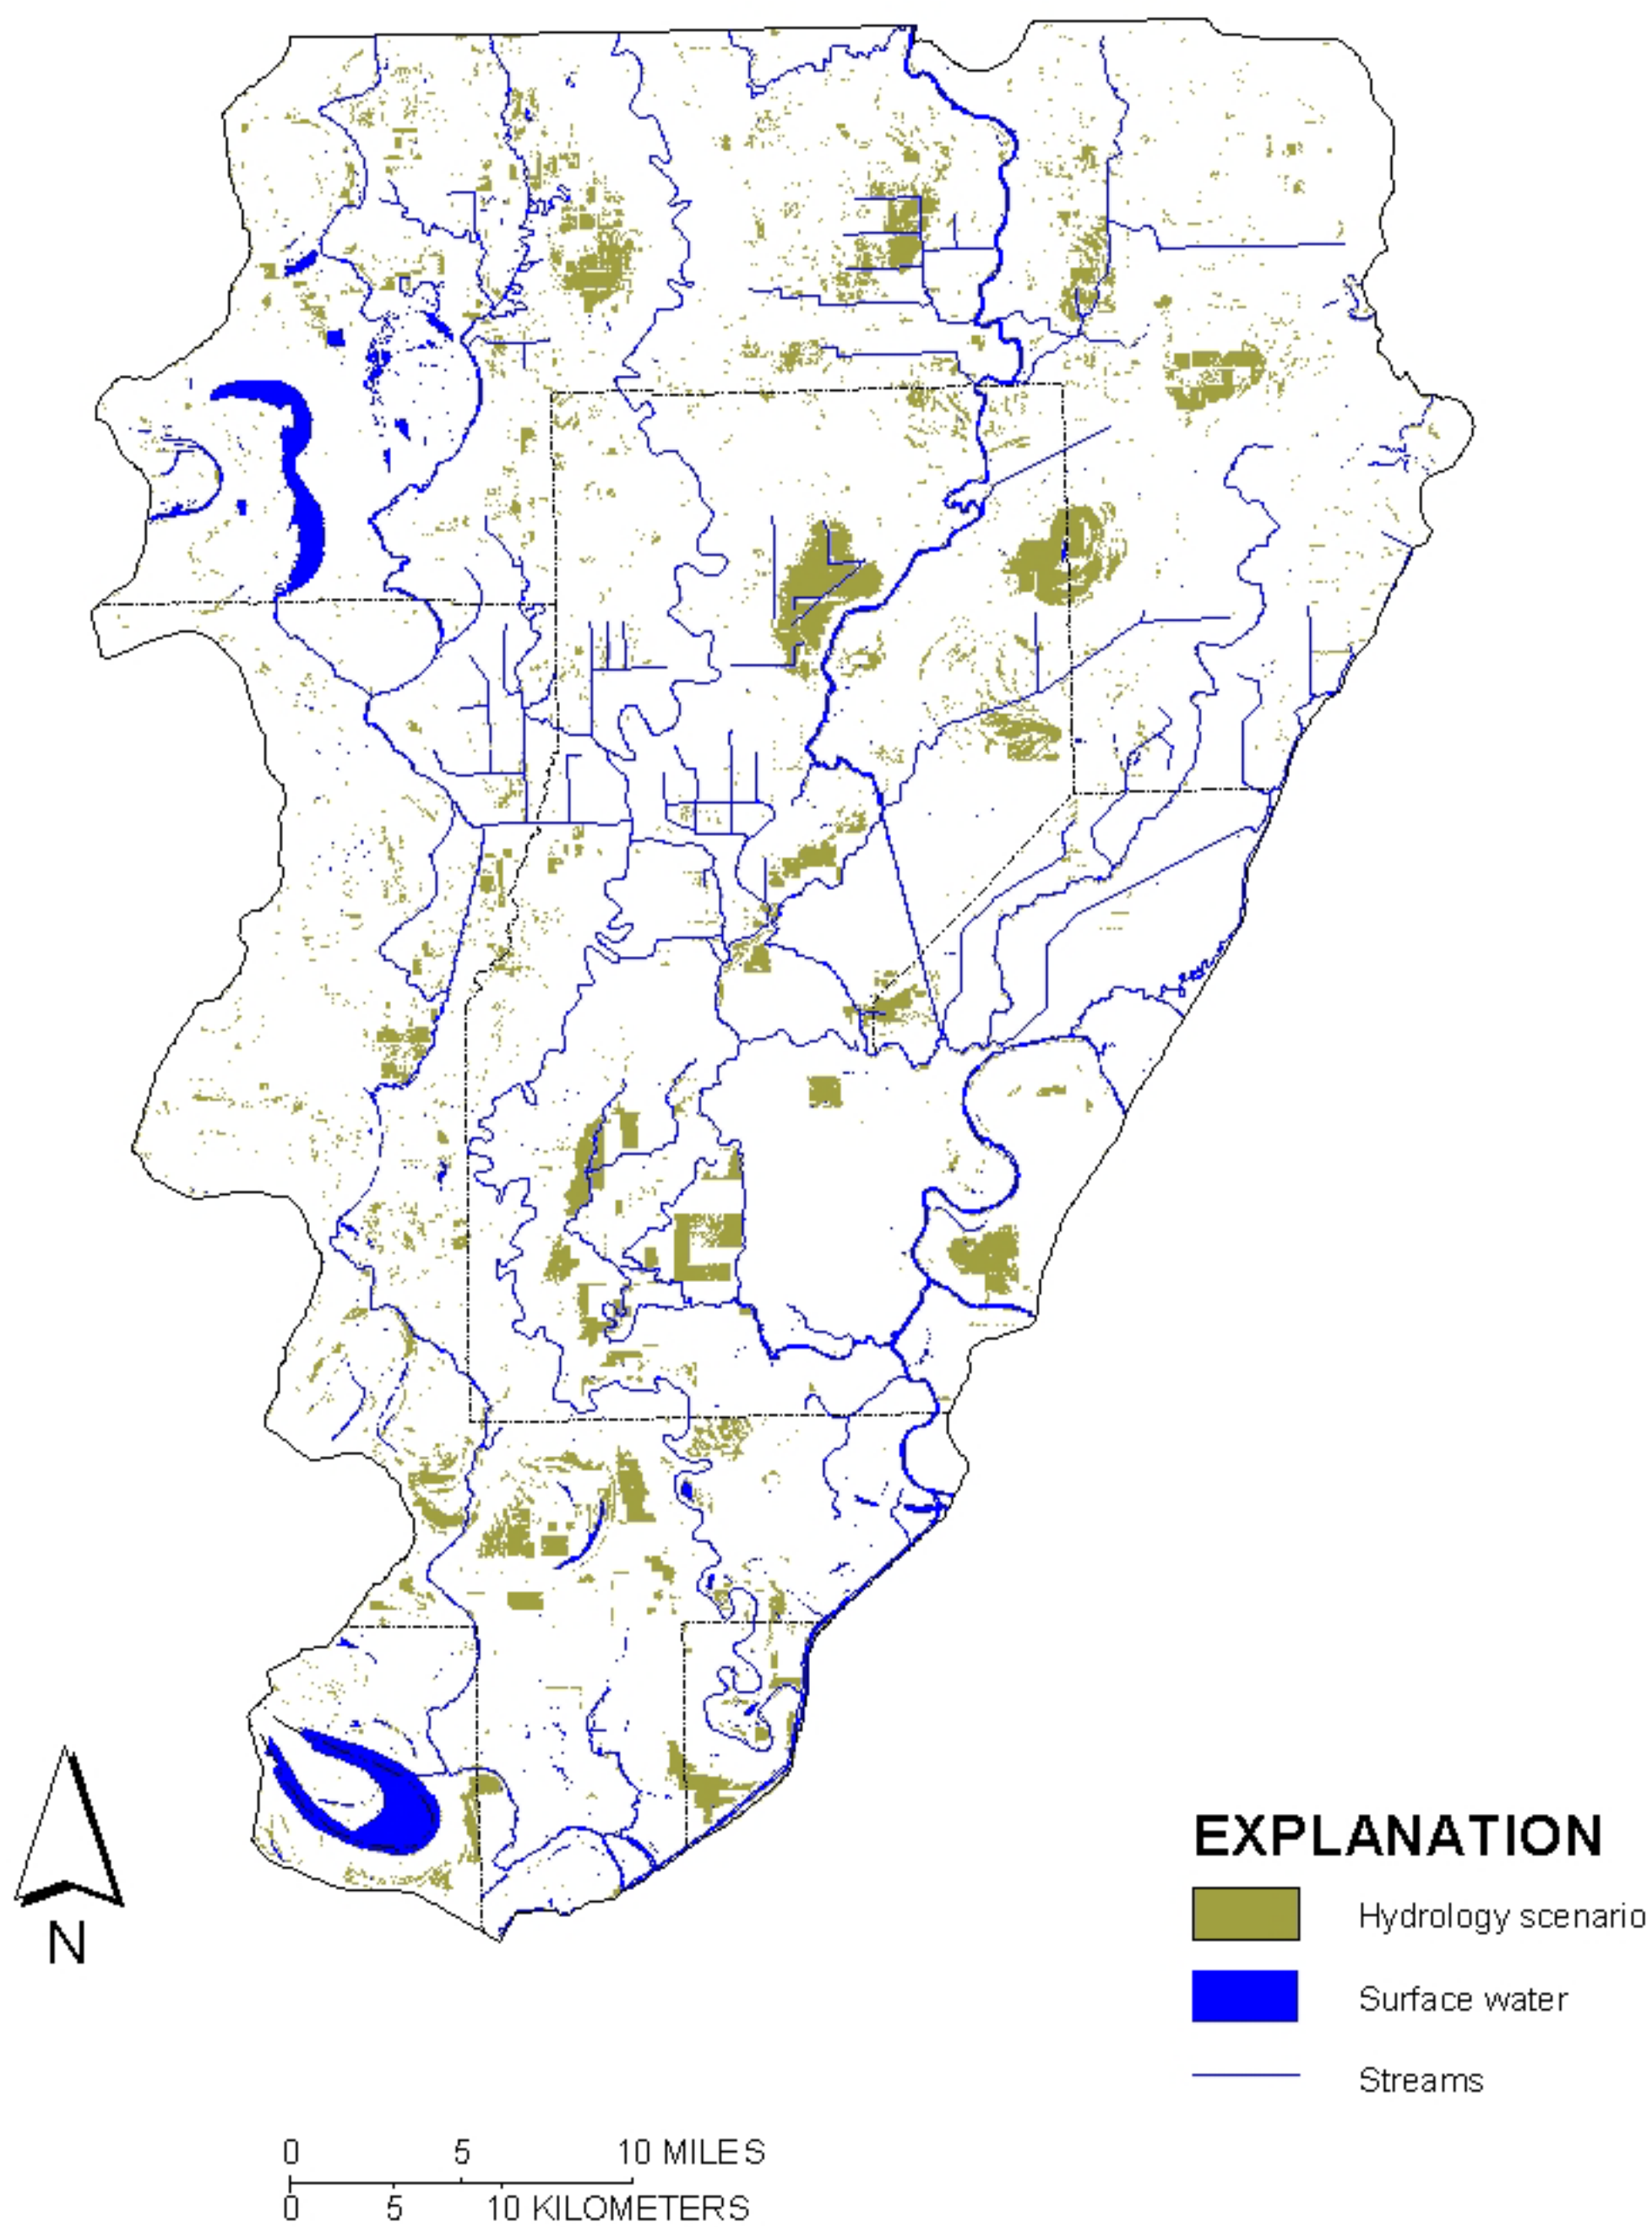 N
EXPLANATION
Hydrology scenario
Surface water
Streams
0 5 10 MILES
0 5 10 KILOMETERS